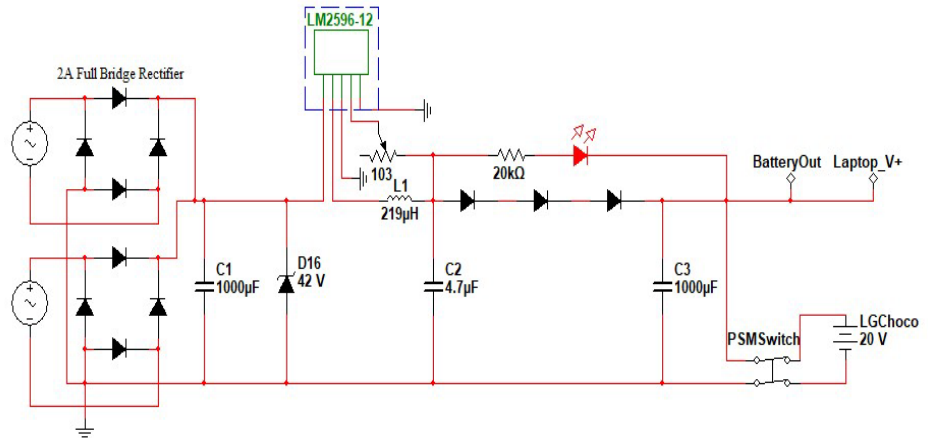 LM2596-12
2A Full Bridge Rectifier
103
20kΩ
BatteryOut
Laptop_V+
L1
219µH
C1
1000µF
D16
42 V
C2
4.7µF
C3
1000µF
PSMSwitch
LGChoco
20 V